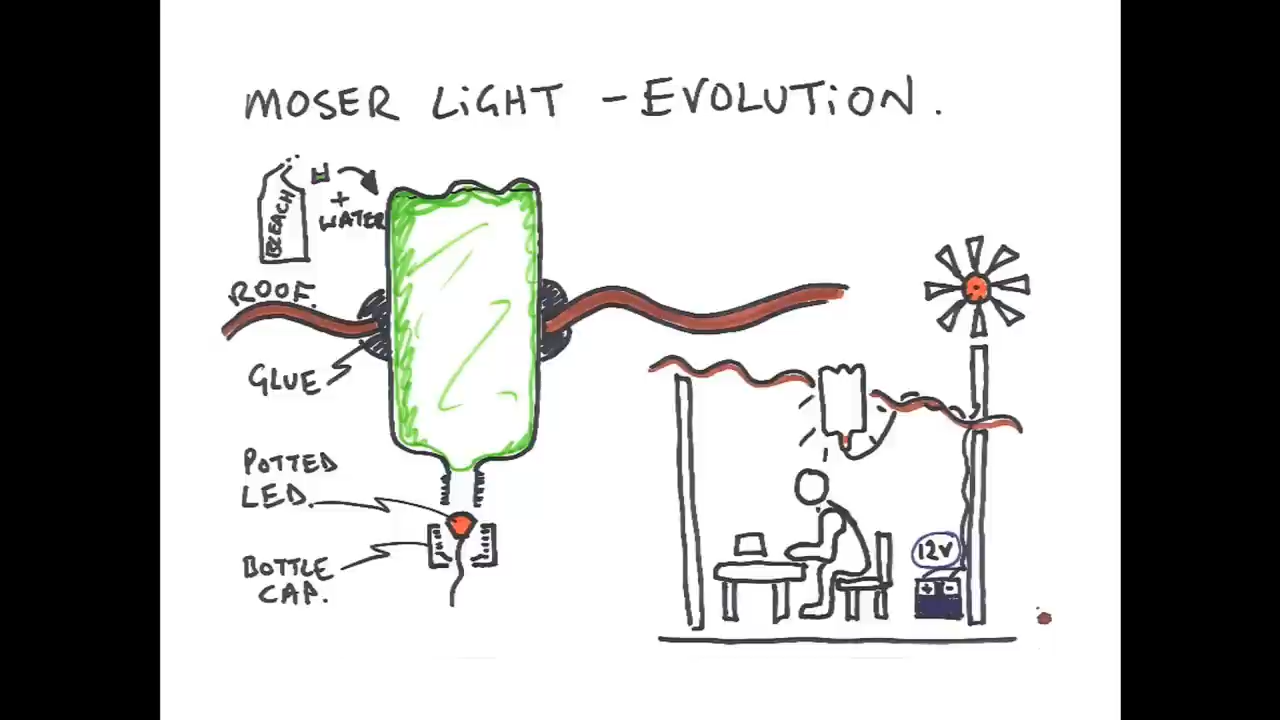 MOSER LiGHT - EVOLUTiON.
BLEACH
+
WATER
ROOF.
GLUE
POTTED
LED.
BOTTLE
CAP.
12V
+ -